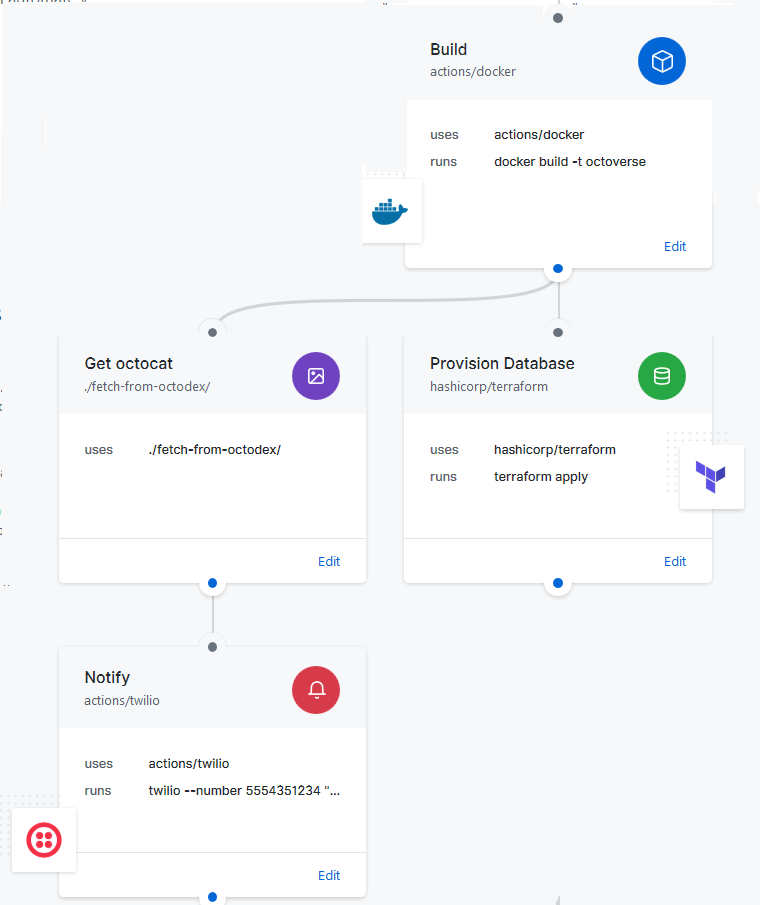 Build
actions/docker
uses actions/docker
runs docker build -t octoverse
Edit
Get octocat
./fetch-from-octodex/
uses ./fetch-from-octodex/
Edit
Provision Database
hashicorp/terraform
uses hashicorp/terraform
runs terraform apply
Edit
Notify
actions/twilio
uses actions/twilio
runs twilio --number 5554351234 "...
Edit